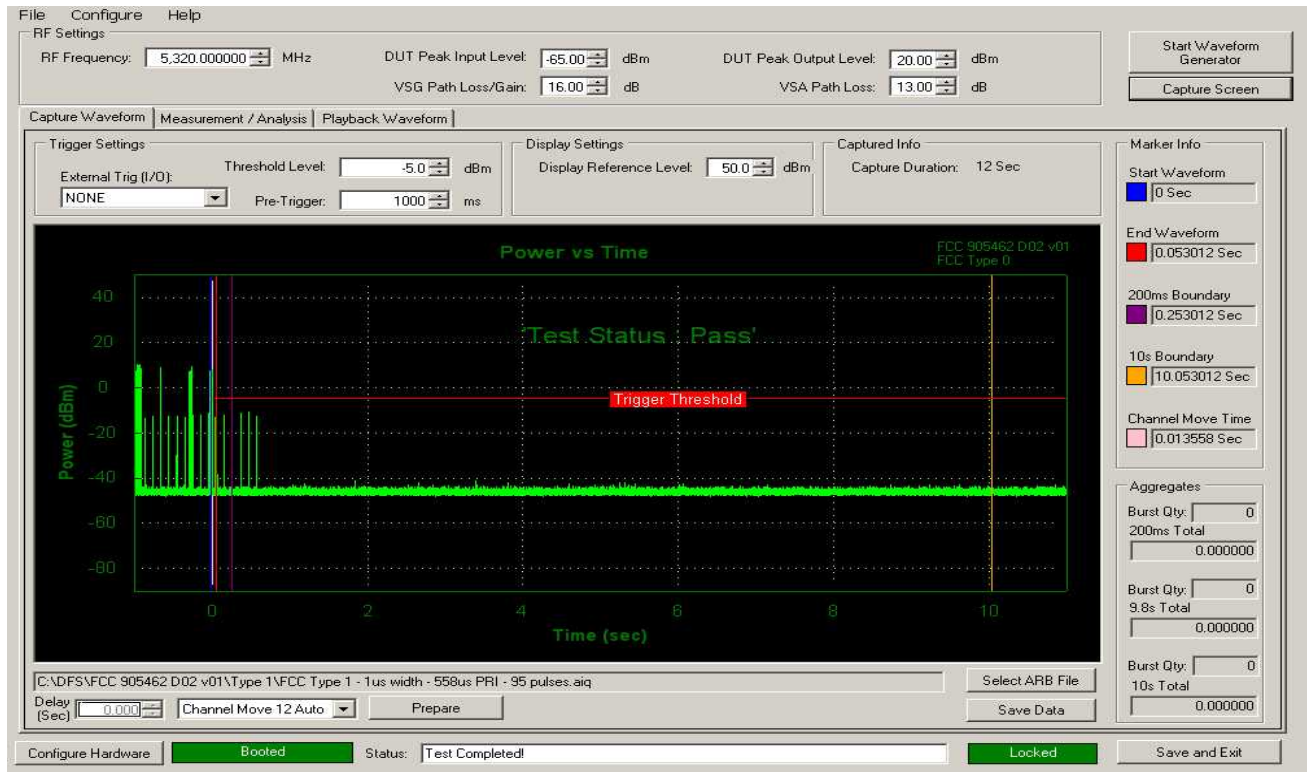 File Configure Help
RF Settings
RF Frequency: 5,320.000000 MHz
DUT Peak Input Level: -65.00 dBm
DUT Peak Output Level: 20.00 dBm
VSG Path Loss/Gain: 16.00 dB
VSA Path Loss: 13.00 dB
Start Waveform
Generator
Capture Screen
Capture Waveform Measurement / Analysis Playback Waveform
Trigger Settings
External Trig (I/O):
NONE
Threshold Level: -5.0 dBm
Pre-Trigger: 1000 ms
Display Settings
Display Reference Level: 50.0 dBm
Captured Info
Capture Duration: 12 Sec
Power vs Time
FCC 905462 D02 v01
FCC Type 0
'Test Status : Pass'
Trigger Threshold
Power (dBm)
40
20
0
-20
-40
-60
-80
0 2 4 6 8 10
Time (sec)
Marker Info
Start Waveform
0 Sec
End Waveform
0.053012 Sec
200ms Boundary
0.253012 Sec
10s Boundary
10.053012 Sec
Channel Move Time
0.013558 Sec
Aggregates
Burst Qty: 0
200ms Total
0.000000
Burst Qty: 0
9.8s Total
0.000000
Burst Qty: 0
10s Total
0.000000
C:\DFS\FCC 905462 D02 v01\Type 1\FCC Type 1 - 1us width - 558us PRI - 95 pulses.aiq
Select ARB File
Delay
(Sec) 0.000
Channel Move 12 Auto
Prepare
Save Data
Configure Hardware
Booted
Status: Test Completed!
Locked
Save and Exit